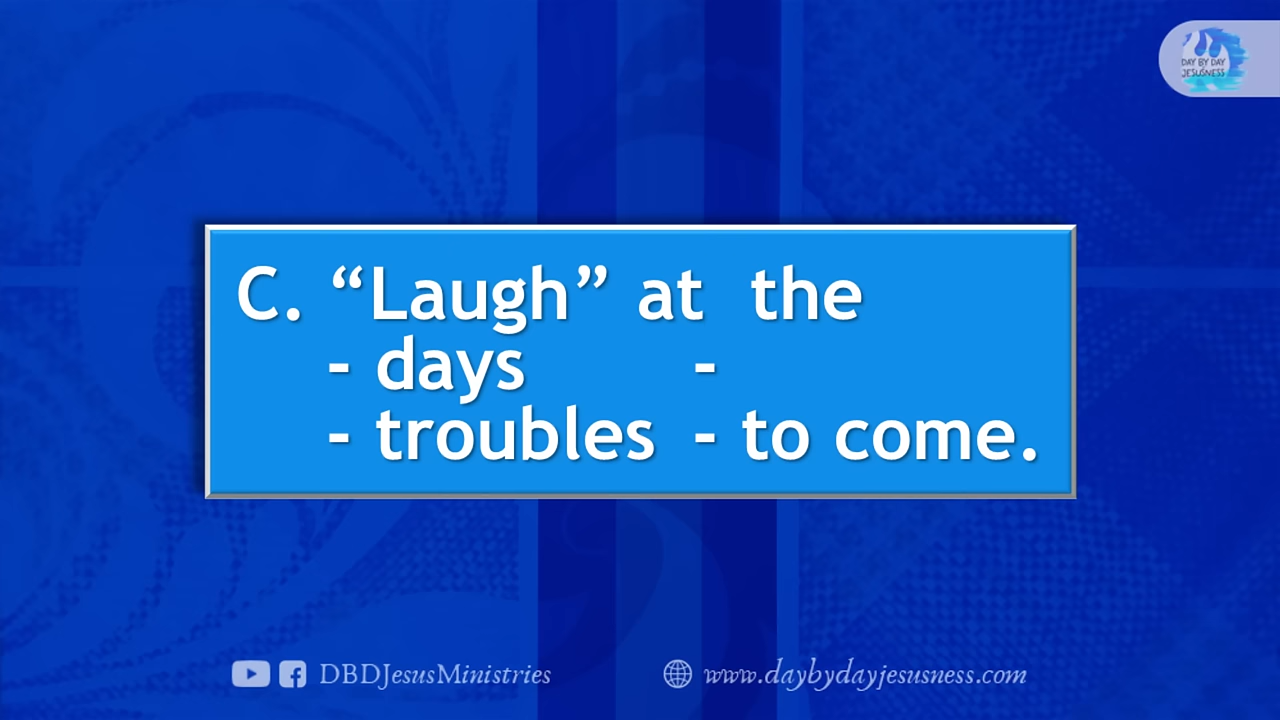 DAY BY DAY
JESUSNESS
C. “Laugh” at the
- days -
- troubles - to come.
DBDJesusMinistries
www.daybydayjesusness.com